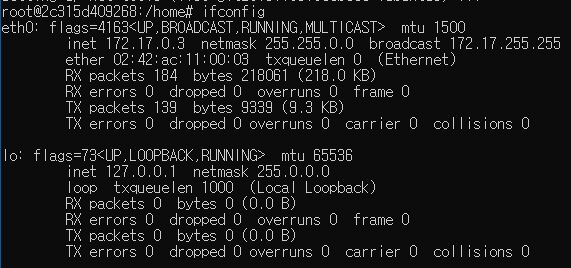 root@2c315d409268:/home# ifconfig
eth0: flags=4163<UP,BROADCAST,RUNNING,MULTICAST>  mtu 1500
        inet 172.17.0.3  netmask 255.255.0.0  broadcast 172.17.255.255
        ether 02:42:ac:11:00:03  txqueuelen 0  (Ethernet)
        RX packets 184  bytes 218061 (218.0 KB)
        RX errors 0  dropped 0  overruns 0  frame 0
        TX packets 139  bytes 9339 (9.3 KB)
        TX errors 0  dropped 0 overruns 0  carrier 0  collisions 0

lo: flags=73<UP,LOOPBACK,RUNNING>  mtu 65536
        inet 127.0.0.1  netmask 255.0.0.0
        loop  txqueuelen 1000  (Local Loopback)
        RX packets 0  bytes 0 (0.0 B)
        RX errors 0  dropped 0  overruns 0  frame 0
        TX packets 0  bytes 0 (0.0 B)
        TX errors 0  dropped 0 overruns 0  carrier 0  collisions 0